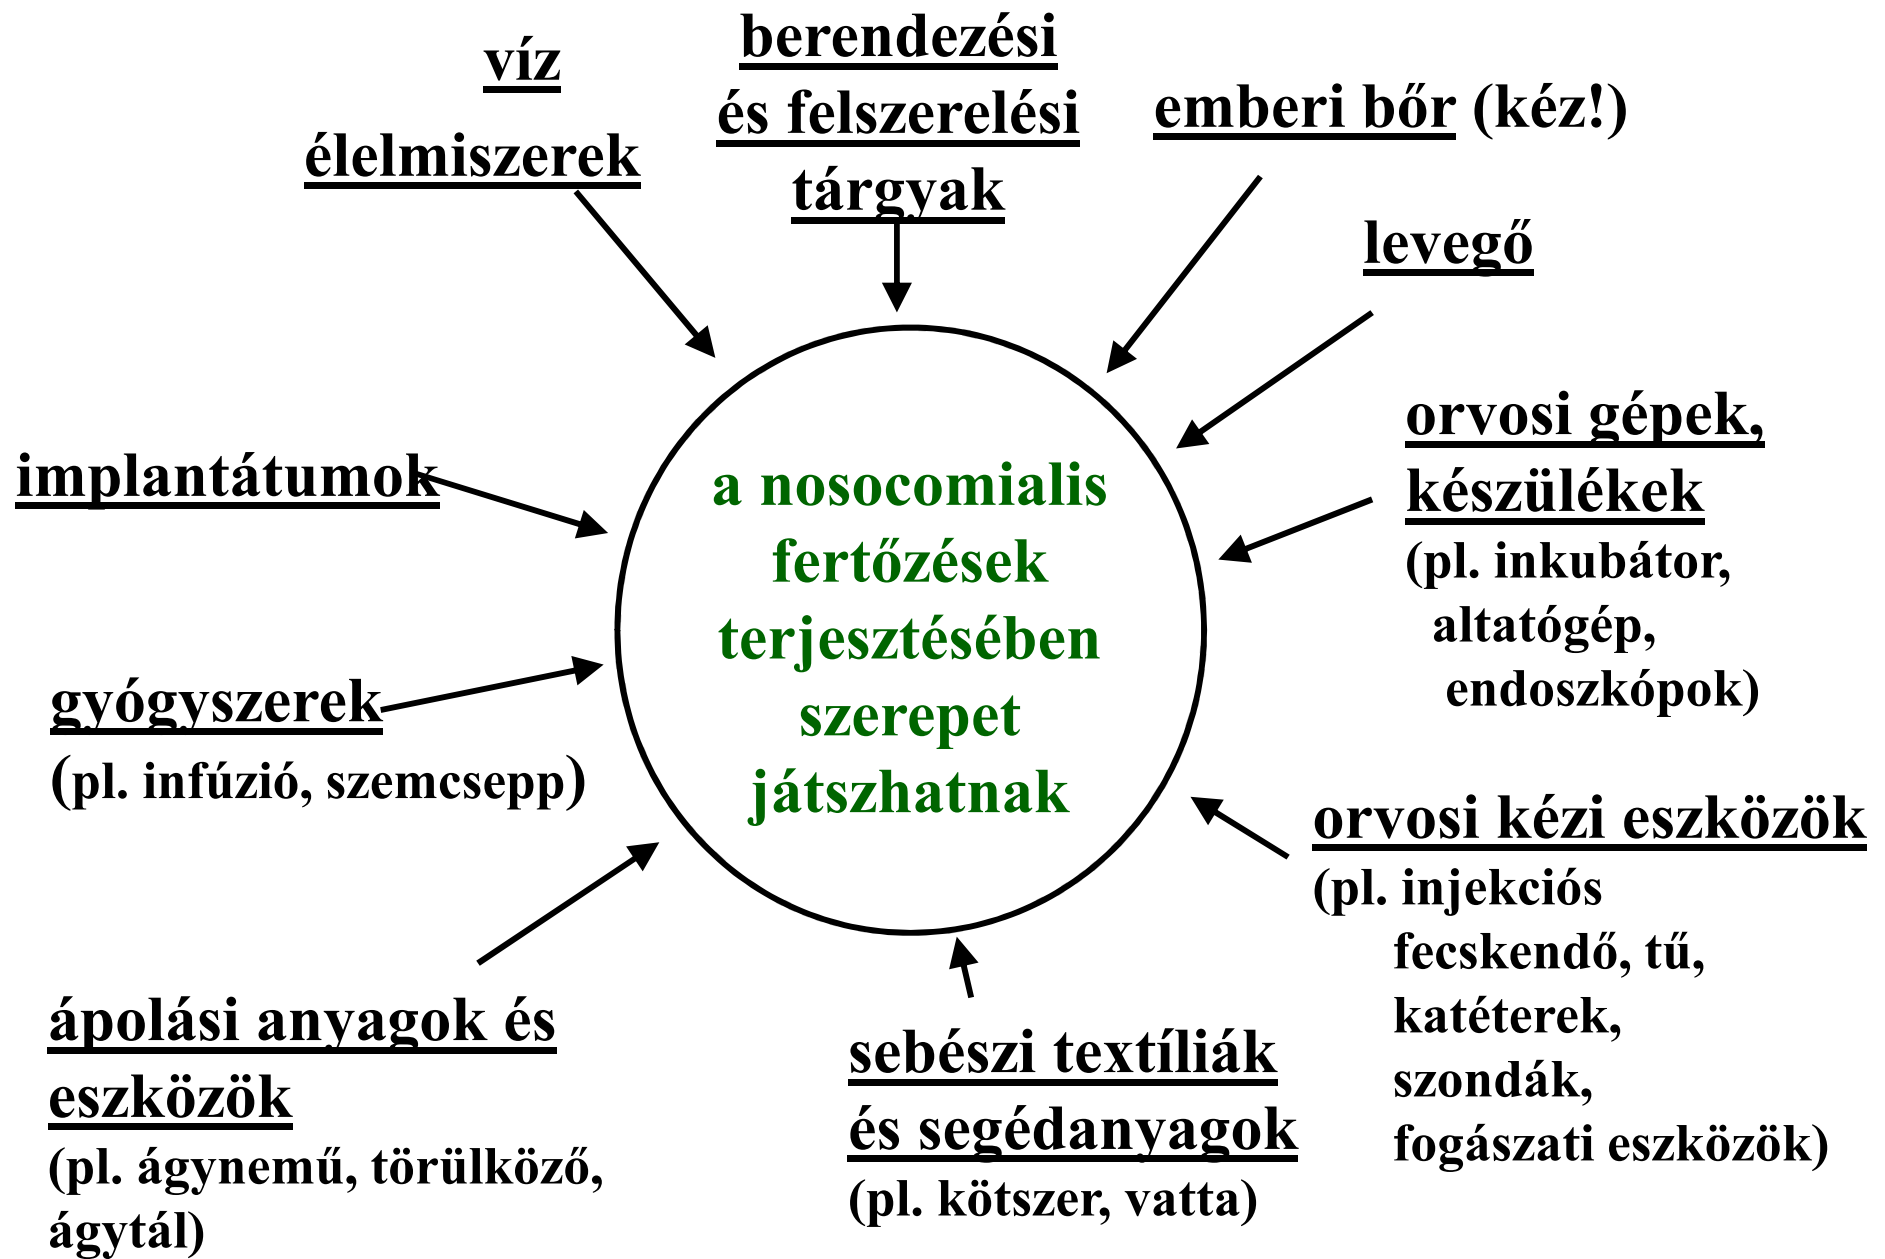 víz
élelmiszerek
berendezési
és felszerelési
tárgyak
emberi bőr (kéz!)
levegő
orvosi gépek,
készülékek
(pl. inkubátor,
altatógép,
endoszkópok)
orvosi kézi eszközök
(pl. injekciós
fecskendő, tű,
katéterek,
szondák,
fogászati eszközök)
sebészi textíliák
és segédanyagok
(pl. kötszer, vatta)
ápolási anyagok és
eszközök
(pl. ágynemű, törülköző,
ágytál)
gyógyszerek
(pl. infúzió, szemcsepp)
implantátumok
a nosocomialis
fertőzések
terjesztésében
szerepet
játszhatnak